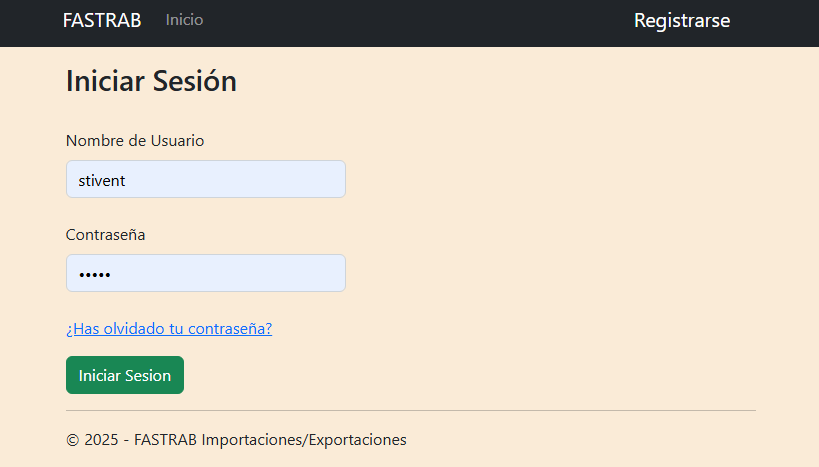 FASTRAB Inicio Registrarse
Iniciar Sesión
Nombre de Usuario
stivent
Contraseña
•••••
¿Has olvidado tu contraseña?
Iniciar Sesion
© 2025 - FASTRAB Importaciones/Exportaciones